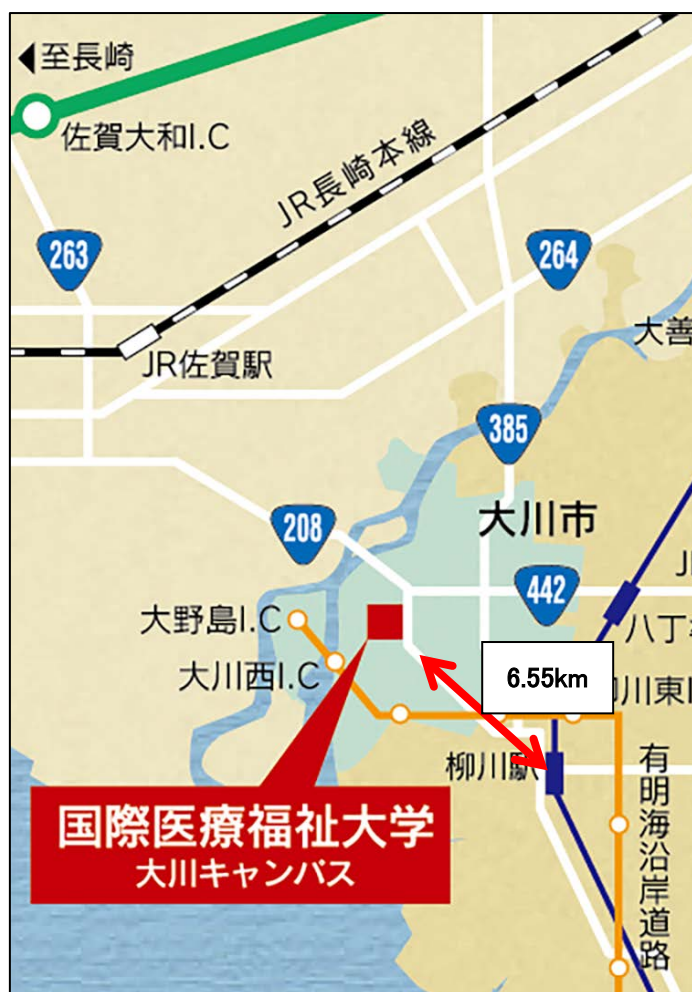 至長崎
佐賀大和I.C
JR長崎本線
263
264
大善
JR佐賀駅
385
208
大川市
442
大野島I.C
八丁
大川西I.C
6.55km
川東
柳川駅
国際医療福祉大学
大川キャンパス
有明海沿岸道路